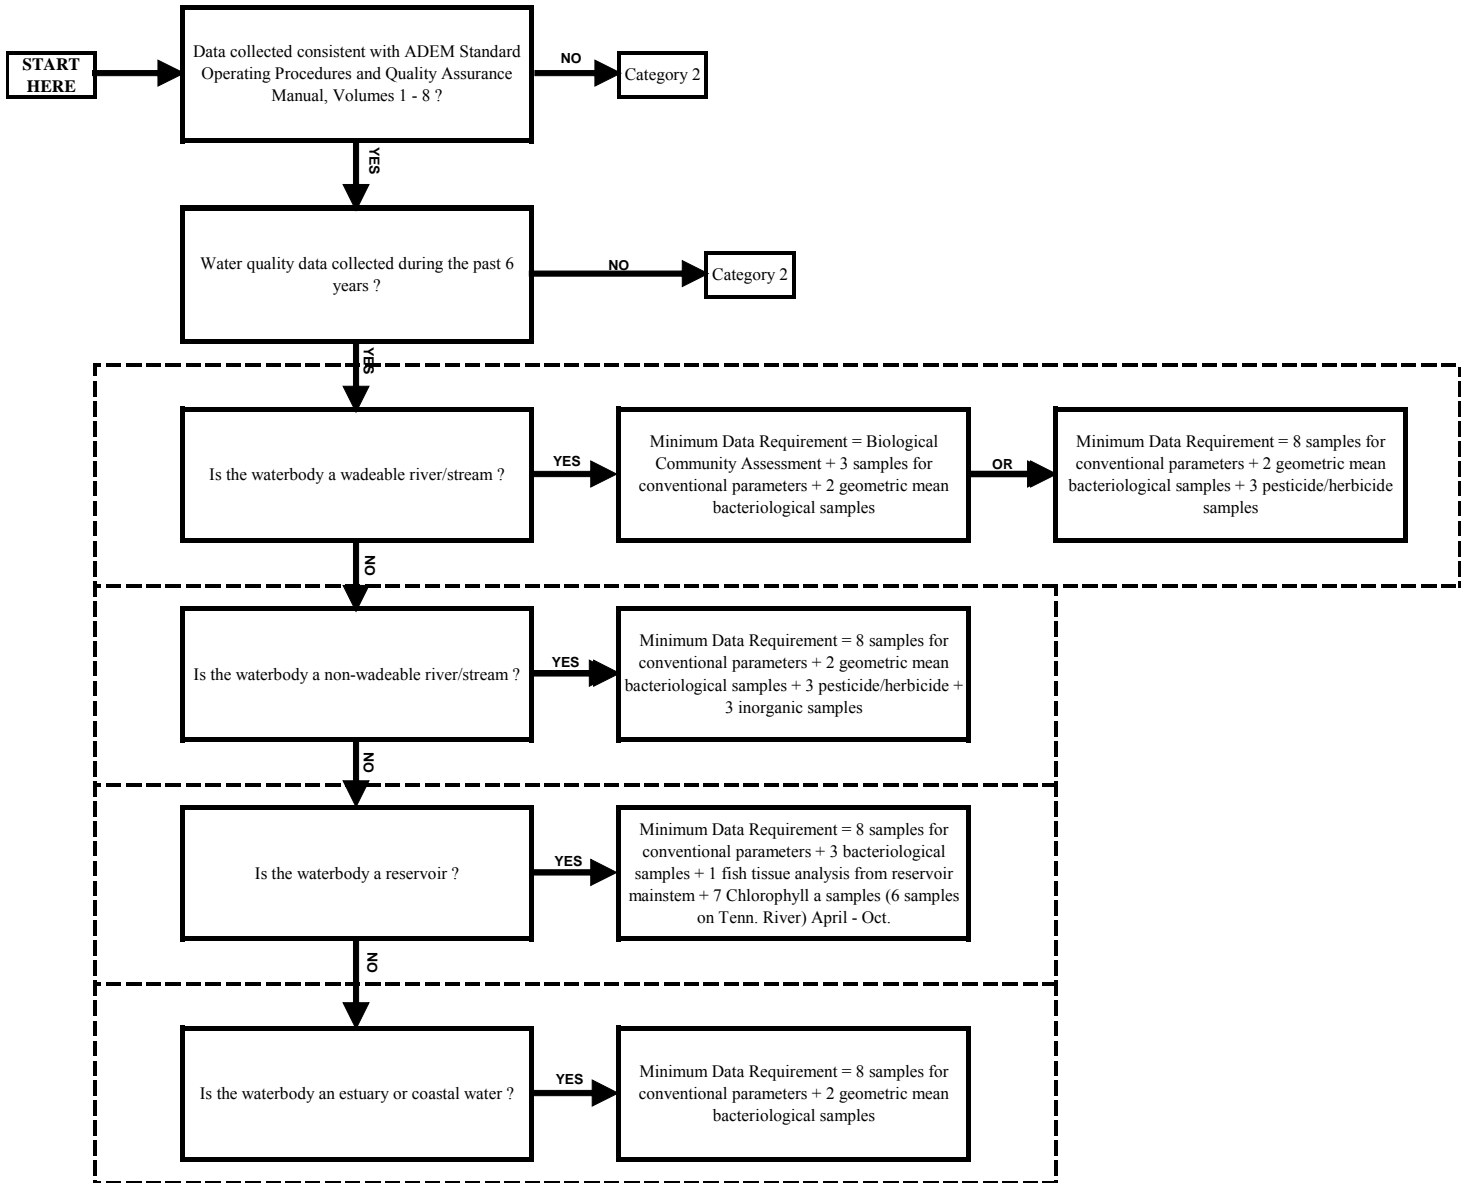 START
HERE
Data collected consistent with ADEM Standard
Operating Procedures and Quality Assurance
Manual, Volumes 1 - 8 ?
NO
Category 2
YES
Water quality data collected during the past 6
years ?
NO
Category 2
YES
Is the waterbody a wadeable river/stream ?
YES
Minimum Data Requirement = Biological
Community Assessment + 3 samples for
conventional parameters + 2 geometric mean
bacteriological samples
OR
Minimum Data Requirement = 8 samples for
conventional parameters + 2 geometric mean
bacteriological samples + 3 pesticide/herbicide
samples
NO
Is the waterbody a non-wadeable river/stream ?
YES
Minimum Data Requirement = 8 samples for
conventional parameters + 2 geometric mean
bacteriological samples + 3 pesticide/herbicide +
3 inorganic samples
NO
Is the waterbody a reservoir ?
YES
Minimum Data Requirement = 8 samples for
conventional parameters + 3 bacteriological
samples + 1 fish tissue analysis from reservoir
mainstem + 7 Chlorophyll a samples (6 samples
on Tenn. River) April - Oct.
NO
Is the waterbody an estuary or coastal water ?
YES
Minimum Data Requirement = 8 samples for
conventional parameters + 2 geometric mean
bacteriological samples